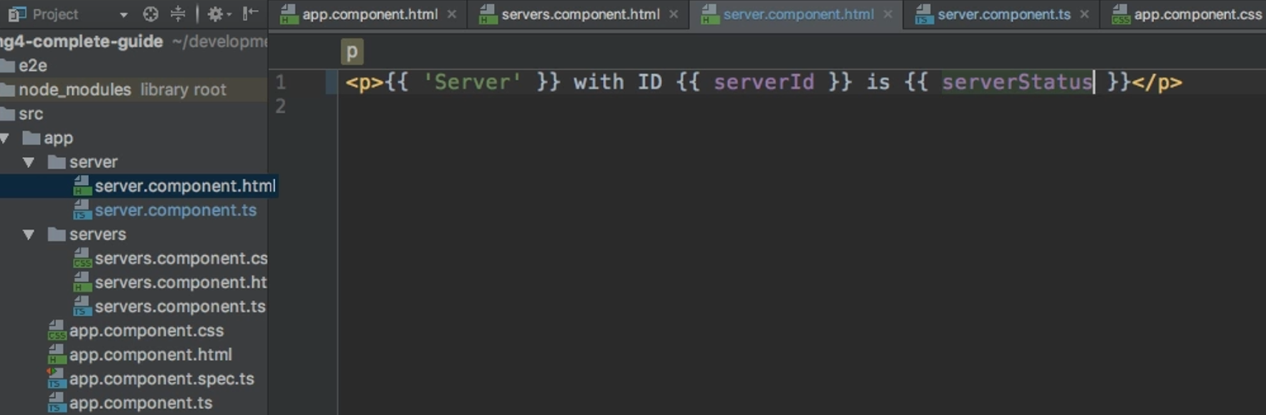 Project
app.component.html
servers.component.html
server.component.html
server.component.ts
app.component.css
ng4-complete-guide ~/developme
e2e
node_modules library root
src
app
server
server.component.html
server.component.ts
servers
servers.component.cs
servers.component.ht
servers.component.ts
app.component.css
app.component.html
app.component.spec.ts
app.component.ts
p
1 <p>{{ 'Server' }} with ID {{ serverId }} is {{ serverStatus }}</p>
2